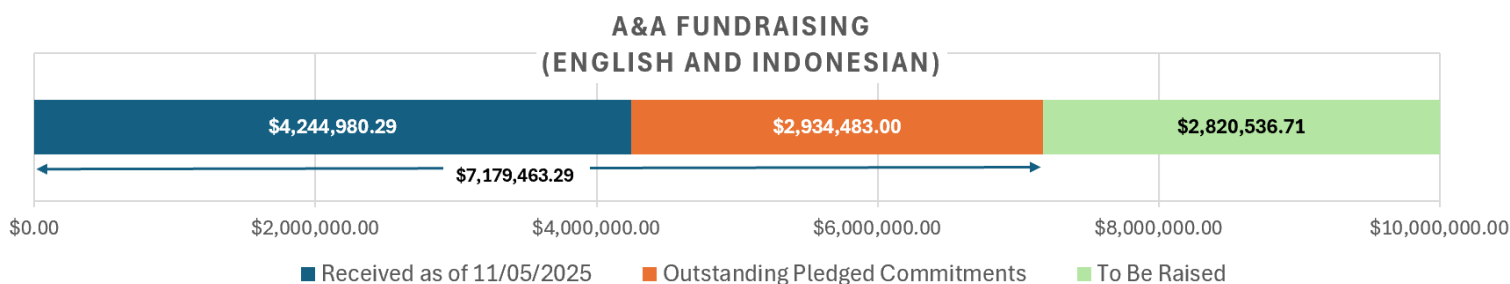 A&A FUNDRAISING
(ENGLISH AND INDONESIAN)
$4,244,980.29 $2,934,483.00 $2,820,536.71
$7,179,463.29
$0.00 $2,000,000.00 $4,000,000.00 $6,000,000.00 $8,000,000.00 $10,000,000.00
Received as of 11/05/2025 Outstanding Pledged Commitments To Be Raised